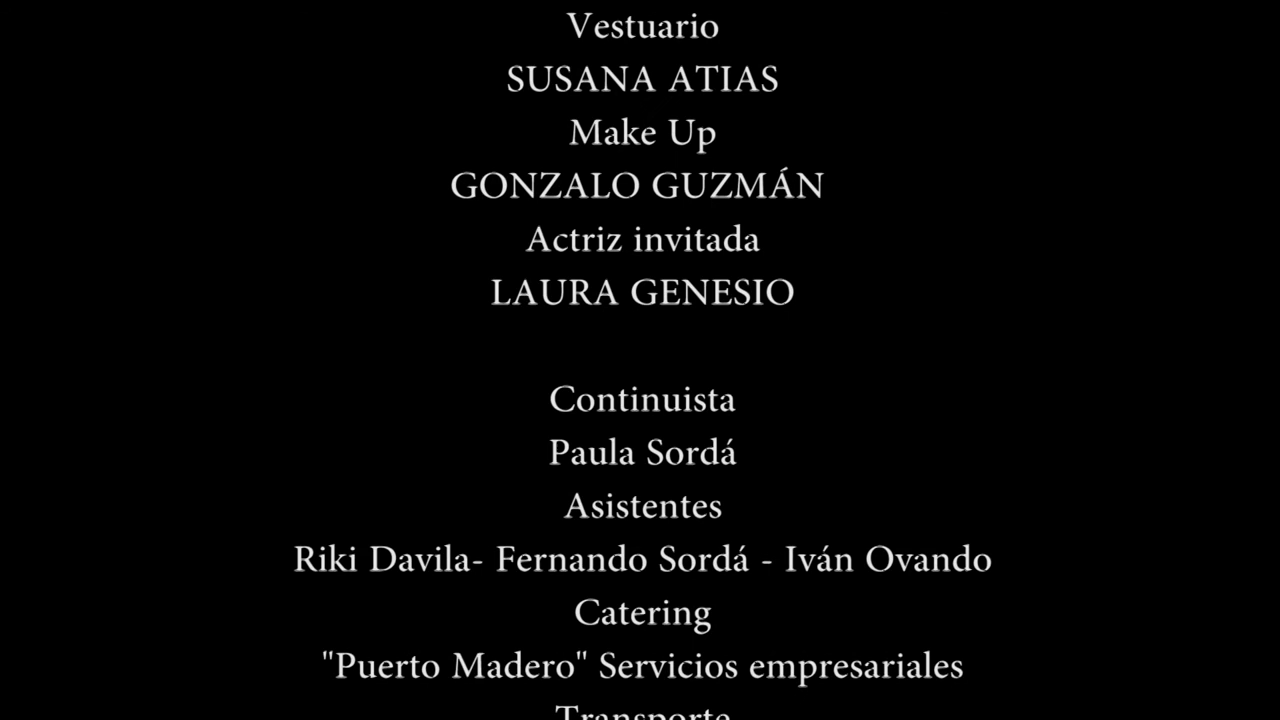 Vestuario
SUSANA ATIAS
Make Up
GONZALO GUZMÁN
Actriz invitada
LAURA GENESIO
Continuista
Paula Sordá
Asistentes
Riki Davila- Fernando Sordá - Iván Ovando
Catering
"Puerto Madero" Servicios empresariales
Transporte